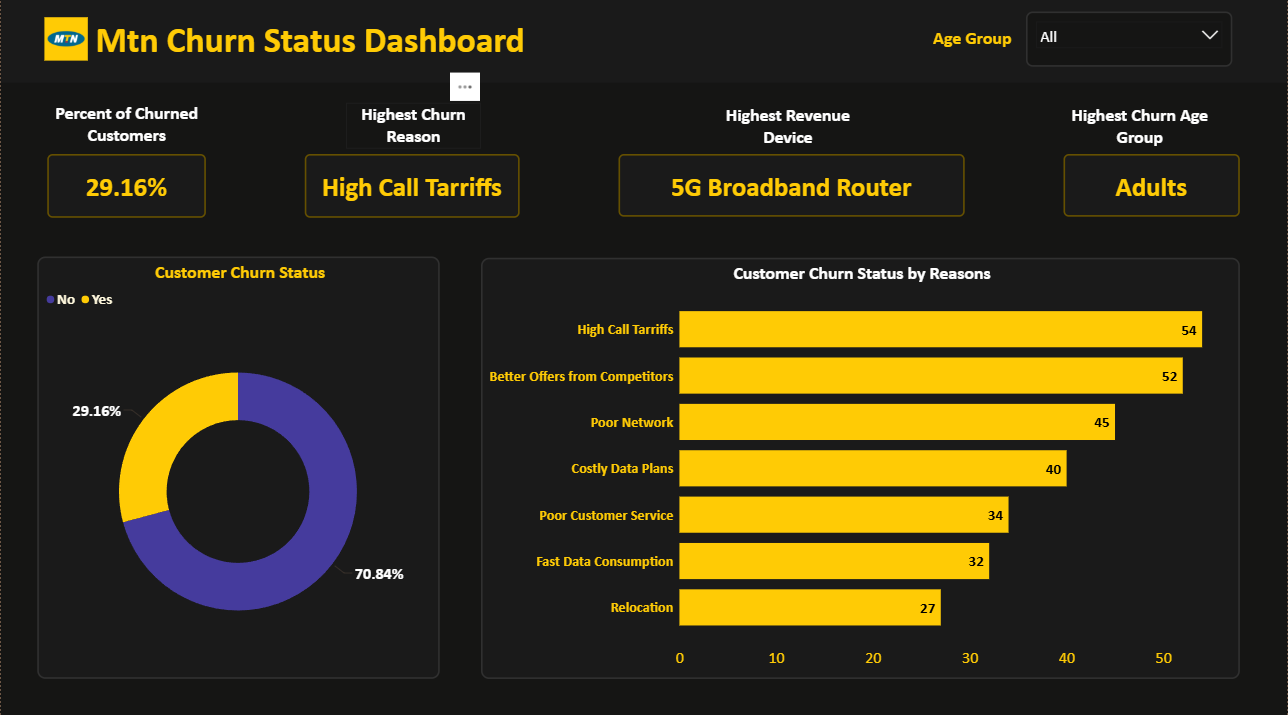 MTN
Mtn Churn Status Dashboard
Age Group
All
Percent of Churned
Customers
29.16%
Highest Churn
Reason
High Call Tarriffs
Highest Revenue
Device
5G Broadband Router
Highest Churn Age
Group
Adults
Customer Churn Status
No Yes
29.16%
70.84%
Customer Churn Status by Reasons
High Call Tarriffs 54
Better Offers from Competitors 52
Poor Network 45
Costly Data Plans 40
Poor Customer Service 34
Fast Data Consumption 32
Relocation 27
0 10 20 30 40 50